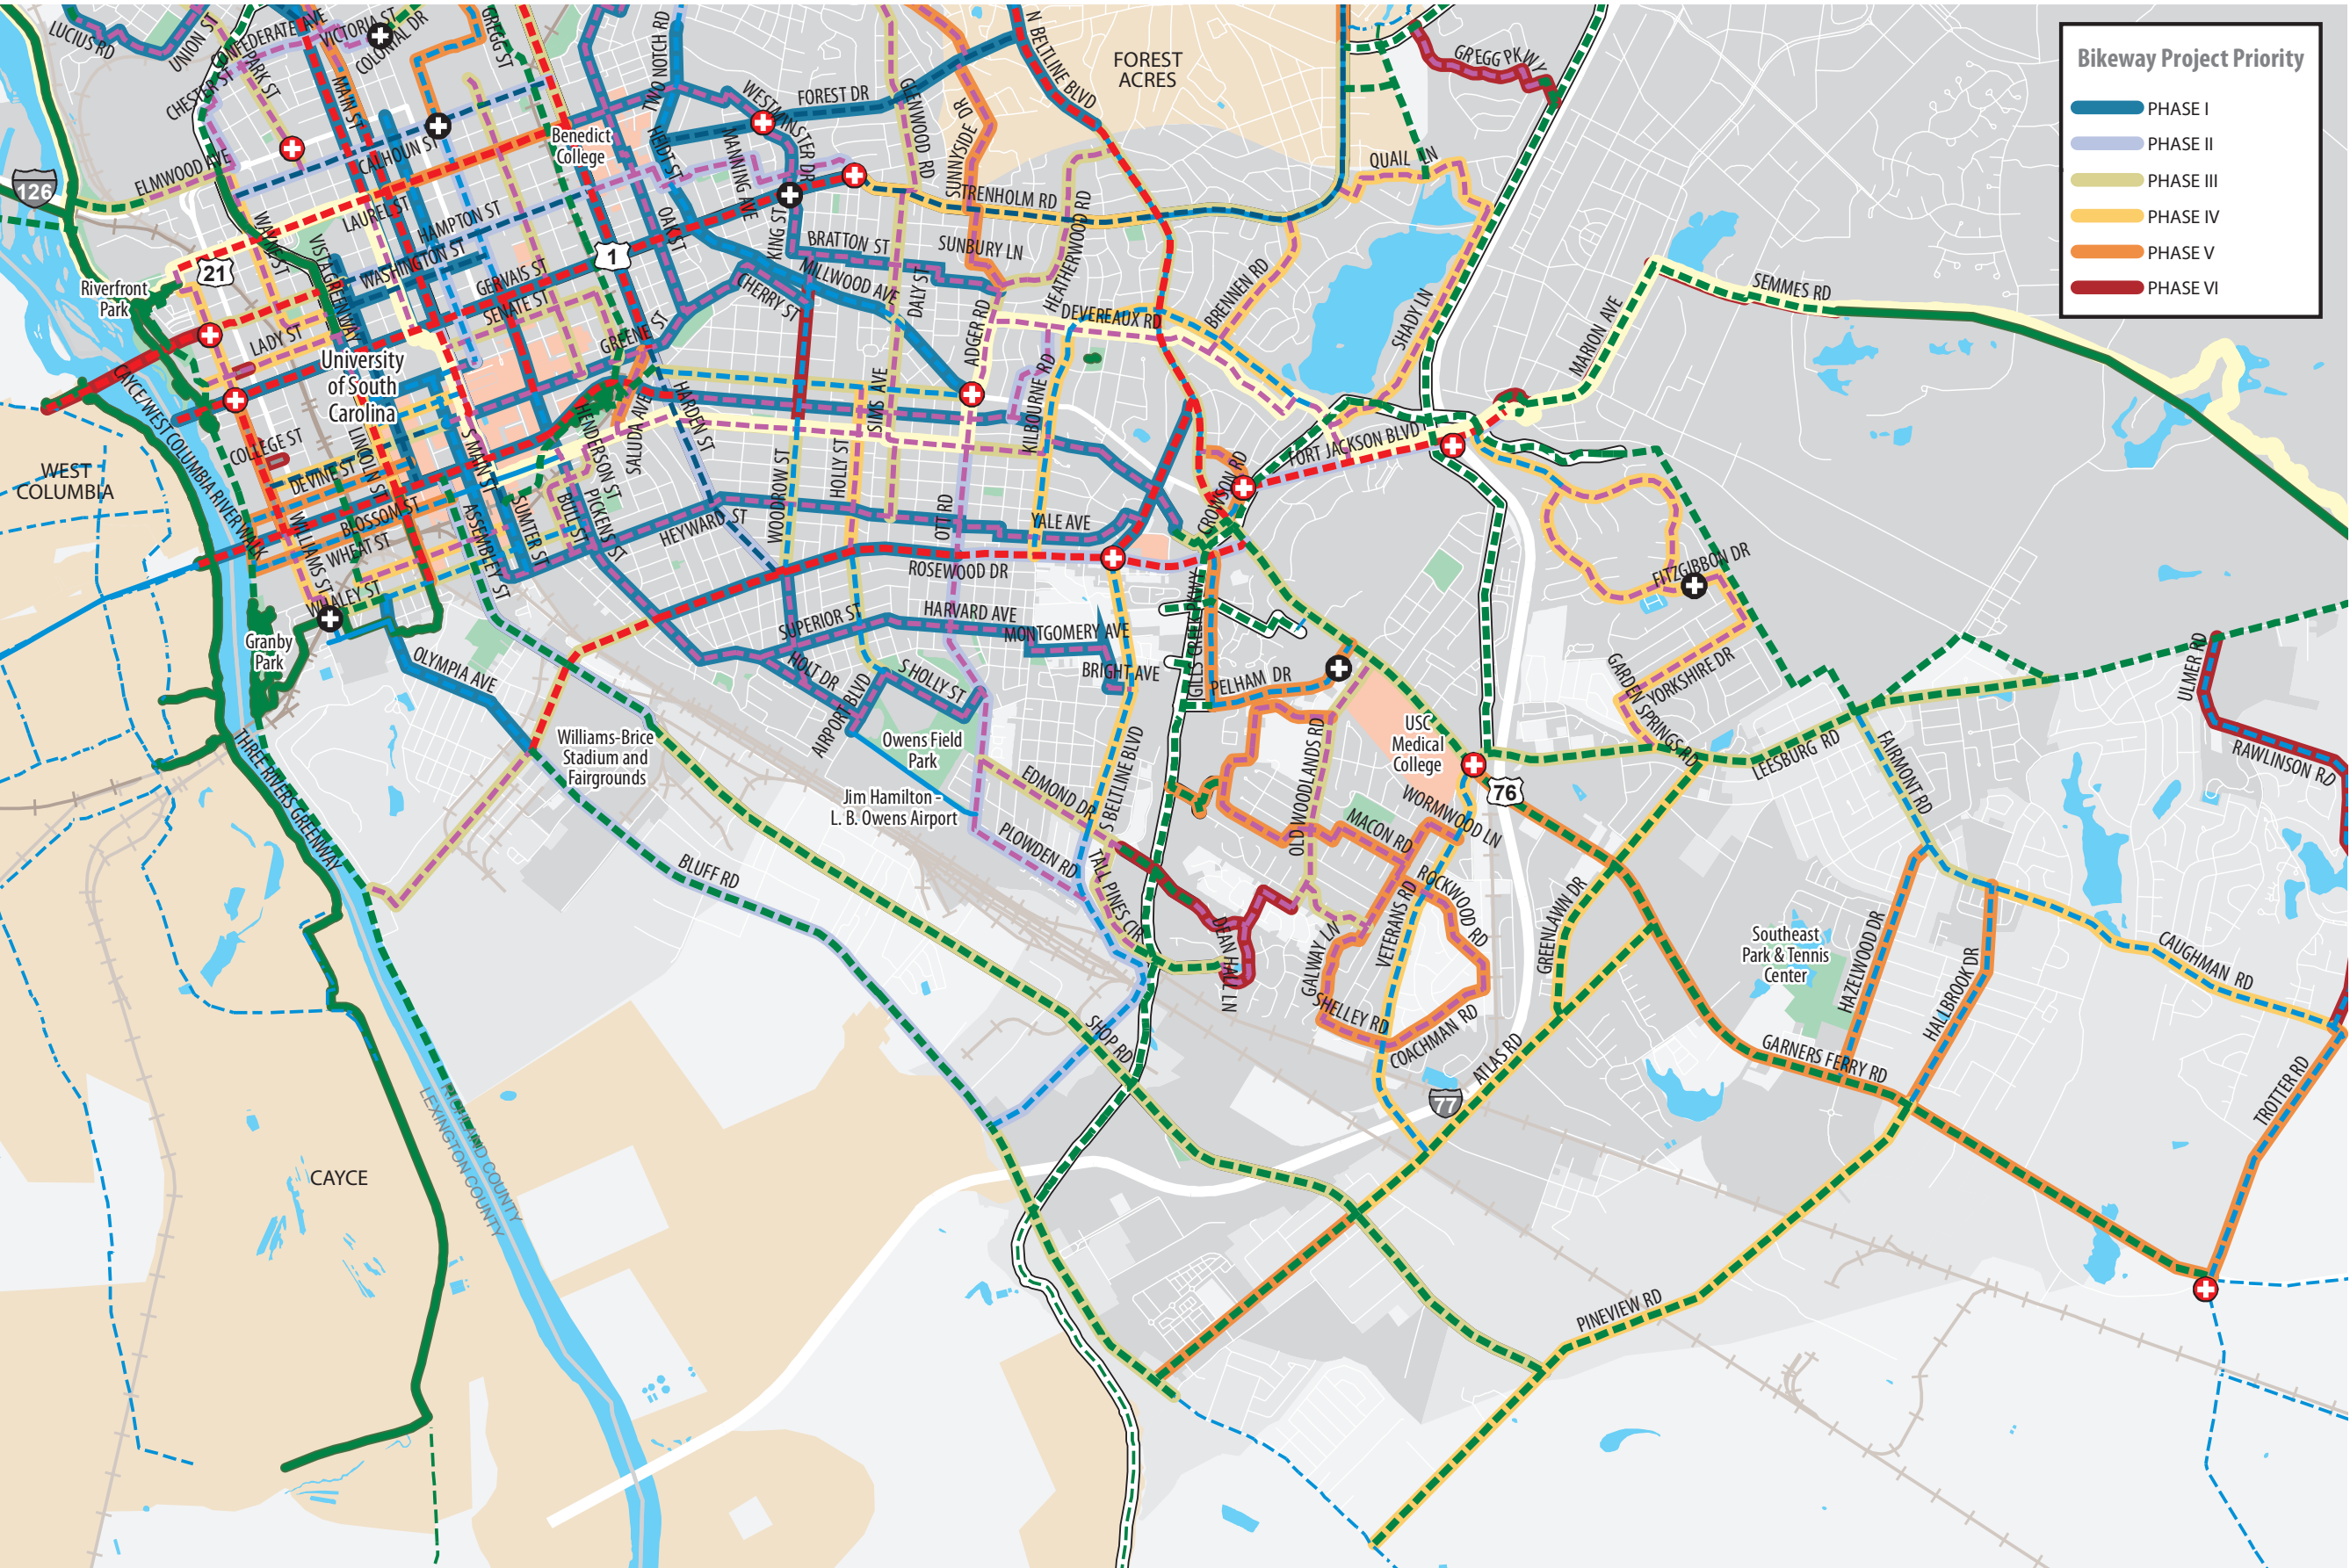 Bikeway Project Priority
PHASE I
PHASE II
PHASE III
PHASE IV
PHASE V
PHASE VI
LUCIUS RD
UNION ST
CONFEDERATE AVE
VICTORIA ST
COLONIAL DR
GREGG ST
CHESTER ST
PARK ST
MAIN ST
TWO NOTCH RD
N BELTLINE BLVD
FOREST
ACRES
GREGG PKWY
WESTMINSTER DR
FOREST DR
GLENWOOD RD
SUNNYSIDE DR
Benedict
College
CALHOUN ST
ELMWOOD AVE
HEIDT ST
MANNING AVE
QUAIL LN
126
LAUREL ST
HAMPTON ST
TRENHOLM RD
OAK ST
KING ST
WAYNE ST
VISTA GREENWAY
WASHINGTON ST
BRATTON ST
SUNBURY LN
HEATHERWOOD RD
21
1
GERVAIS ST
SENATE ST
MILLWOOD AVE
CHERRY ST
DALY ST
BRENNEN RD
Riverfront
Park
SEMMES RD
MARION AVE
SHADY LN
LADY ST
GREENE ST
ADGER RD
DEVEREAUX RD
University
of South
Carolina
CAYCE/WEST COLUMBIA RIVER WALK
HENDERSON ST
SALUDA AVE
HARDEN ST
SIMS AVE
KILBOURNE RD
COLLEGE ST
WEST
COLUMBIA
DEVINE ST
LINCOLN ST
S MAIN ST
HOLLY ST
WOODROW ST
FORT JACKSON BLVD
CROWSON RD
BLOSSOM ST
WILLIAMS ST
WHEAT ST
ASSEMBLEY ST
SUMTER ST
BULL ST
PICKENS ST
HEYWARD ST
OTT RD
YALE AVE
ROSEWOOD DR
FITZGIBBON DR
WHALEY ST
SUPERIOR ST
HARVARD AVE
MONTGOMERY AVE
GILLS CREEK PKWY
Granby
Park
OLYMPIA AVE
HOLT DR
S HOLLY ST
BRIGHT AVE
PELHAM DR
GARDEN SPRINGS RD
YORKSHIRE DR
ULMER RD
AIRPORT BLVD
Williams-Brice
Stadium and
Fairgrounds
Owens Field
Park
USC
Medical
College
LEESBURG RD
FAIRMONT RD
RAWLINSON RD
THREE RIVERS GREENWAY
EDMOND DR
S BELTLINE BLVD
OLD WOODLANDS RD
76
Jim Hamilton -
L. B. Owens Airport
MACON RD
WORMWOOD LN
PLOWDEN RD
BLUFF RD
TALL PINES CIR
ROCKWOOD RD
VETERANS RD
GREENLAWN DR
DEAN HALL LN
GALWAY LN
HAZELWOOD DR
HALLBROOK DR
Southeast
Park & Tennis
Center
CAUGHMAN RD
SHELLEY RD
COACHMAN RD
SHOP RD
ATLAS RD
GARNERS FERRY RD
TROTTER RD
77
RICHLAND COUNTY
LEXINGTON COUNTY
CAYCE
PINEVIEW RD